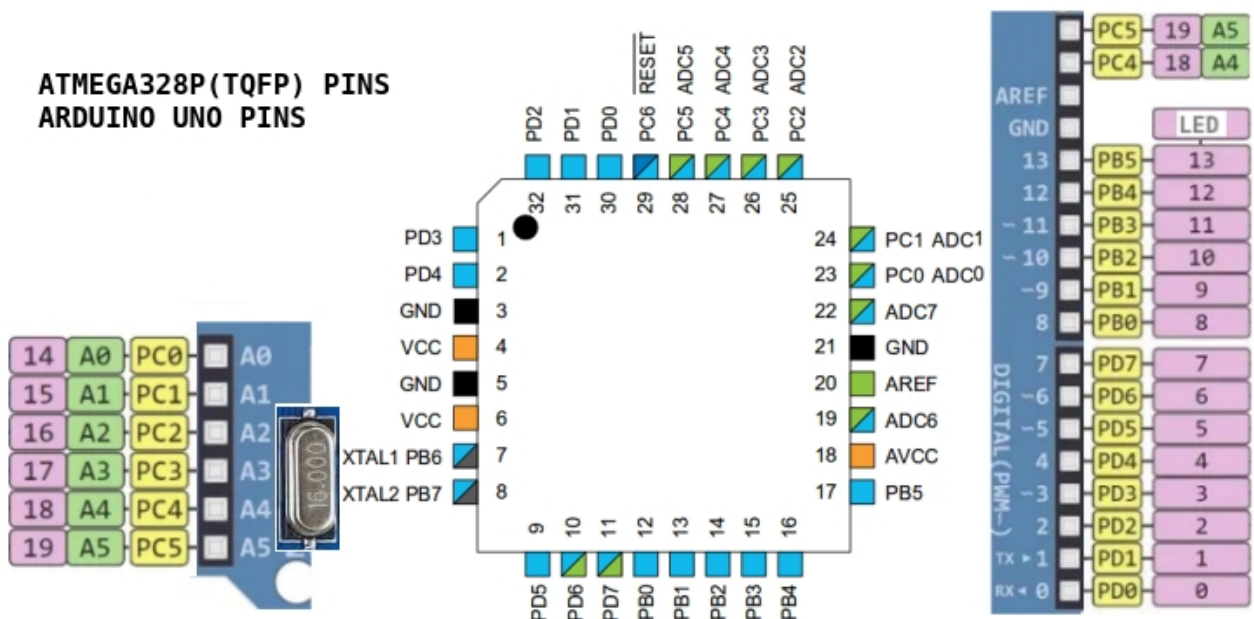 ATMEGA328P(TQFP) PINS
ARDUINO UNO PINS
PD2
PD1
PD0
RESET PC6
PC5 ADC5
PC4 ADC4
PC3 ADC3
PC2 ADC2
32 31 30 29 28 27 26 25
PD3 1
PD4 2
GND 3
VCC 4
GND 5
VCC 6
XTAL1 PB6 7
XTAL2 PB7 8
24 PC1 ADC1
23 PC0 ADC0
22 ADC7
21 GND
20 AREF
19 ADC6
18 AVCC
17 PB5
9 10 11 12 13 14 15 16
PD5
PD6
PD7
PB0
PB1
PB2
PB3
PB4
14 A0 PC0 A0
15 A1 PC1 A1
16 A2 PC2 A2
17 A3 PC3 A3
18 A4 PC4 A4
19 A5 PC5 A5
16.000
PC5 19 A5
PC4 18 A4
AREF
GND LED
13 PB5 13
12 PB4 12
~11 PB3 11
~10 PB2 10
~9 PB1 9
8 PB0 8
DIGITAL(PWM~)
7 PD7 7
~6 PD6 6
~5 PD5 5
4 PD4 4
~3 PD3 3
2 PD2 2
TX ▸ 1 PD1 1
RX ◂ 0 PD0 0